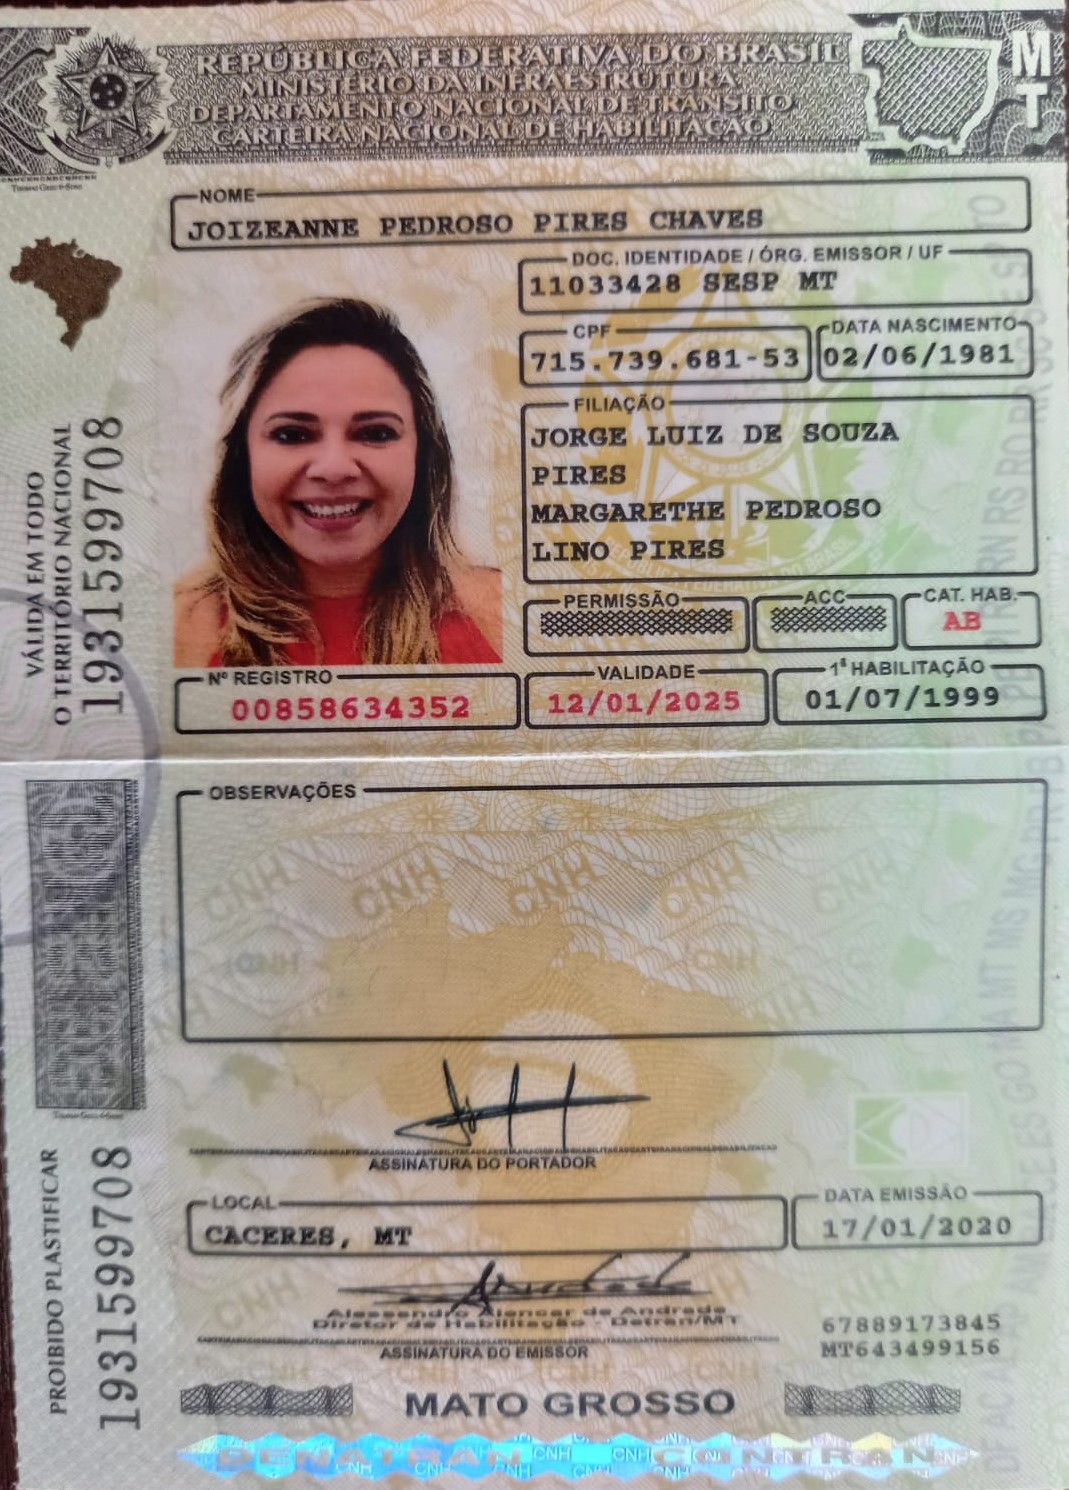 REPÚBLICA FEDERATIVA DO BRASIL
MINISTÉRIO DA INFRAESTRUTURA
DEPARTAMENTO NACIONAL DE TRÂNSITO
CARTEIRA NACIONAL DE HABILITAÇÃO
MT
NOME
JOIZEANNE PEDROSO PIRES CHAVES
DOC. IDENTIDADE / ÓRG. EMISSOR / UF
11033428 SESP MT
CPF
715.739.681-53
DATA NASCIMENTO
02/06/1981
FILIAÇÃO
JORGE LUIZ DE SOUZA
PIRES
MARGARETHE PEDROSO
LINO PIRES
PERMISSÃO
ACC
CAT. HAB.
AB
Nº REGISTRO
00858634352
VALIDADE
12/01/2025
1ª HABILITAÇÃO
01/07/1999
VÁLIDA EM TODO
O TERRITÓRIO NACIONAL
1931599708
OBSERVAÇÕES
ASSINATURA DO PORTADOR
LOCAL
CACERES, MT
DATA EMISSÃO
17/01/2020
Alessandro Alencar de Andrade
Diretor de Habilitação - Detran/MT
ASSINATURA DO EMISSOR
67889173845
MT643499156
PROIBIDO PLASTIFICAR
1931599708
MATO GROSSO
DENATRAN CONTRAN